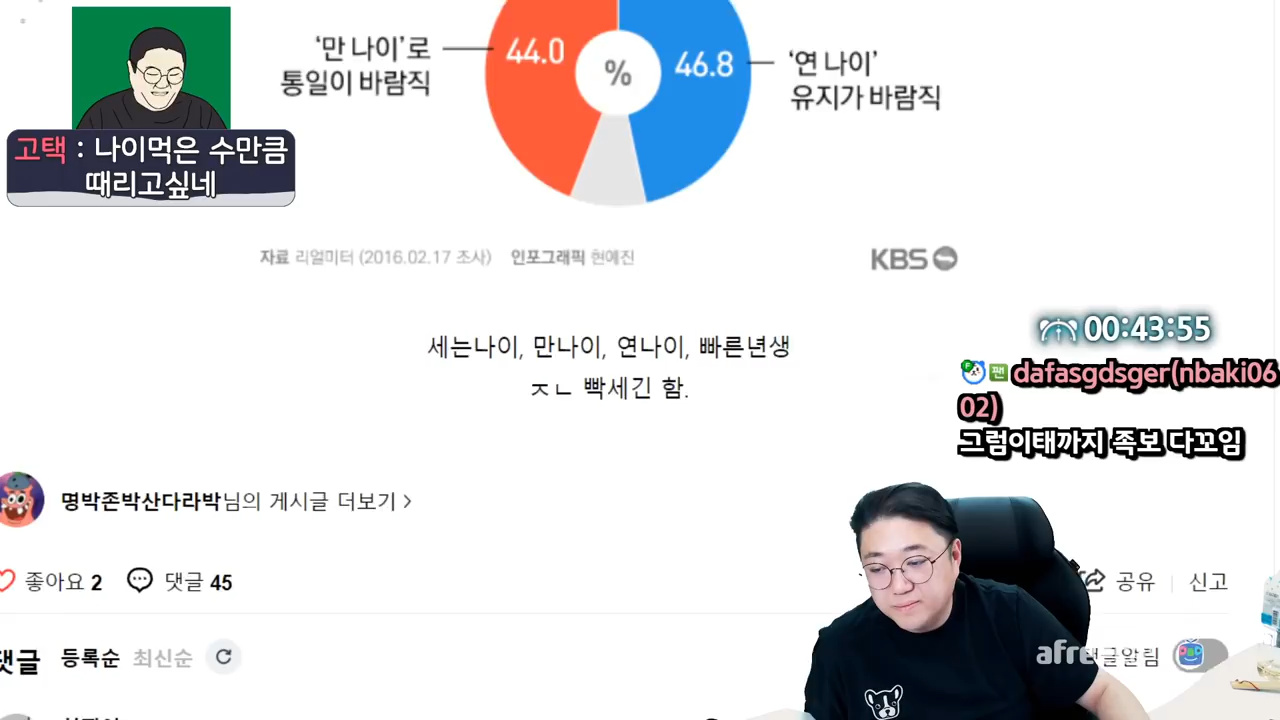 '만 나이'로
통일이 바람직
44.0
%
46.8
'연 나이'
유지가 바람직
고택 : 나이먹은 수만큼
때리고싶네
자료 리얼미터 (2016.02.17 조사) 인포그래픽 현예진
KBS
세는나이, 만나이, 연나이, 빠른년생
ㅈㄴ 빡세긴 함.
00:43:55
팬 dafasgdsger(nbaki06
02)
그럼이태까지 족보 다꼬임
명박존박산다라박님의 게시글 더보기 >
좋아요 2 댓글 45
공유 | 신고
댓글 등록순 최신순
afre
댓글알림